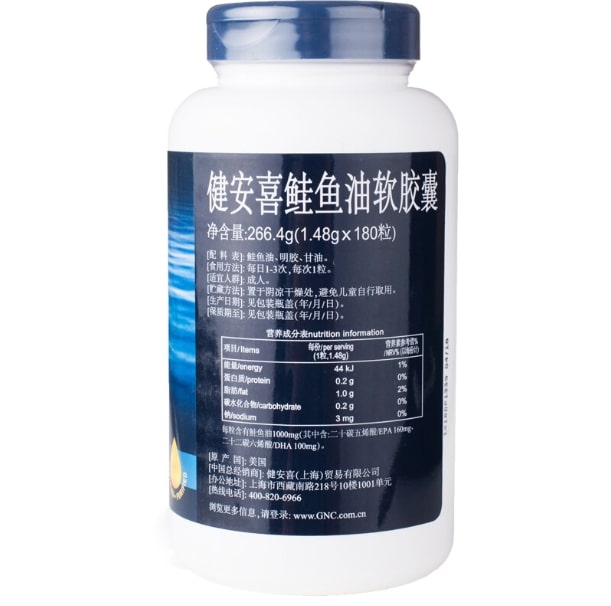 健安喜鲑鱼油软胶囊
净含量:266.4g(1.48g x 180粒)
[配 料 表]: 鲑鱼油、明胶、甘油。
[食用方法]: 每日1-3次, 每次1粒。
[适宜人群]: 成人。
[贮藏方法]: 置于阴凉干燥处, 避免儿童自行取用。
[生产日期]: 见包装瓶盖(年/月/日)。
[保质期至]: 见包装瓶盖(年/月/日)。
营养成分表nutrition information
项目/Items 每份/per serving (1粒,1.48g) 营养素参考值% /NRV% (以每份计)
能量/energy 44 kJ 1%
蛋白质/protein 0.2 g 0%
脂肪/fat 1.0 g 2%
碳水化合物/carbohydrate 0.2 g 0%
钠/sodium 3 mg 0%
每粒含有鲑鱼油1000mg(其中含:二十碳五烯酸/EPA 160mg、
二十二碳六烯酸/DHA 100mg)。
[原 产 国]: 美国
[中国总经销商]: 健安喜(上海)贸易有限公司
[办公地址]: 上海市西藏南路218号10楼1001单元
[热线电话]: 400-820-6966
浏览更多信息, 请登录: www.GNC.com.cn